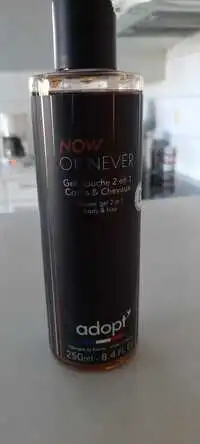 NOW
OR NEVER
Gel douche 2 en 1
Corps & Cheveux
Shower gel 2 in 1
body & hair
adopt'
250ml - 8.4 Fl.